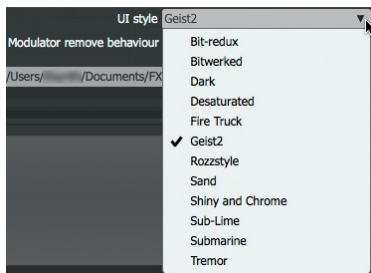 UI style Geist2
Modulator remove behaviour
/Users/ /Documents/FX
Bit-redux
Bitwerked
Dark
Desaturated
Fire Truck
Geist2
Rozzstyle
Sand
Shiny and Chrome
Sub-Lime
Submarine
Tremor